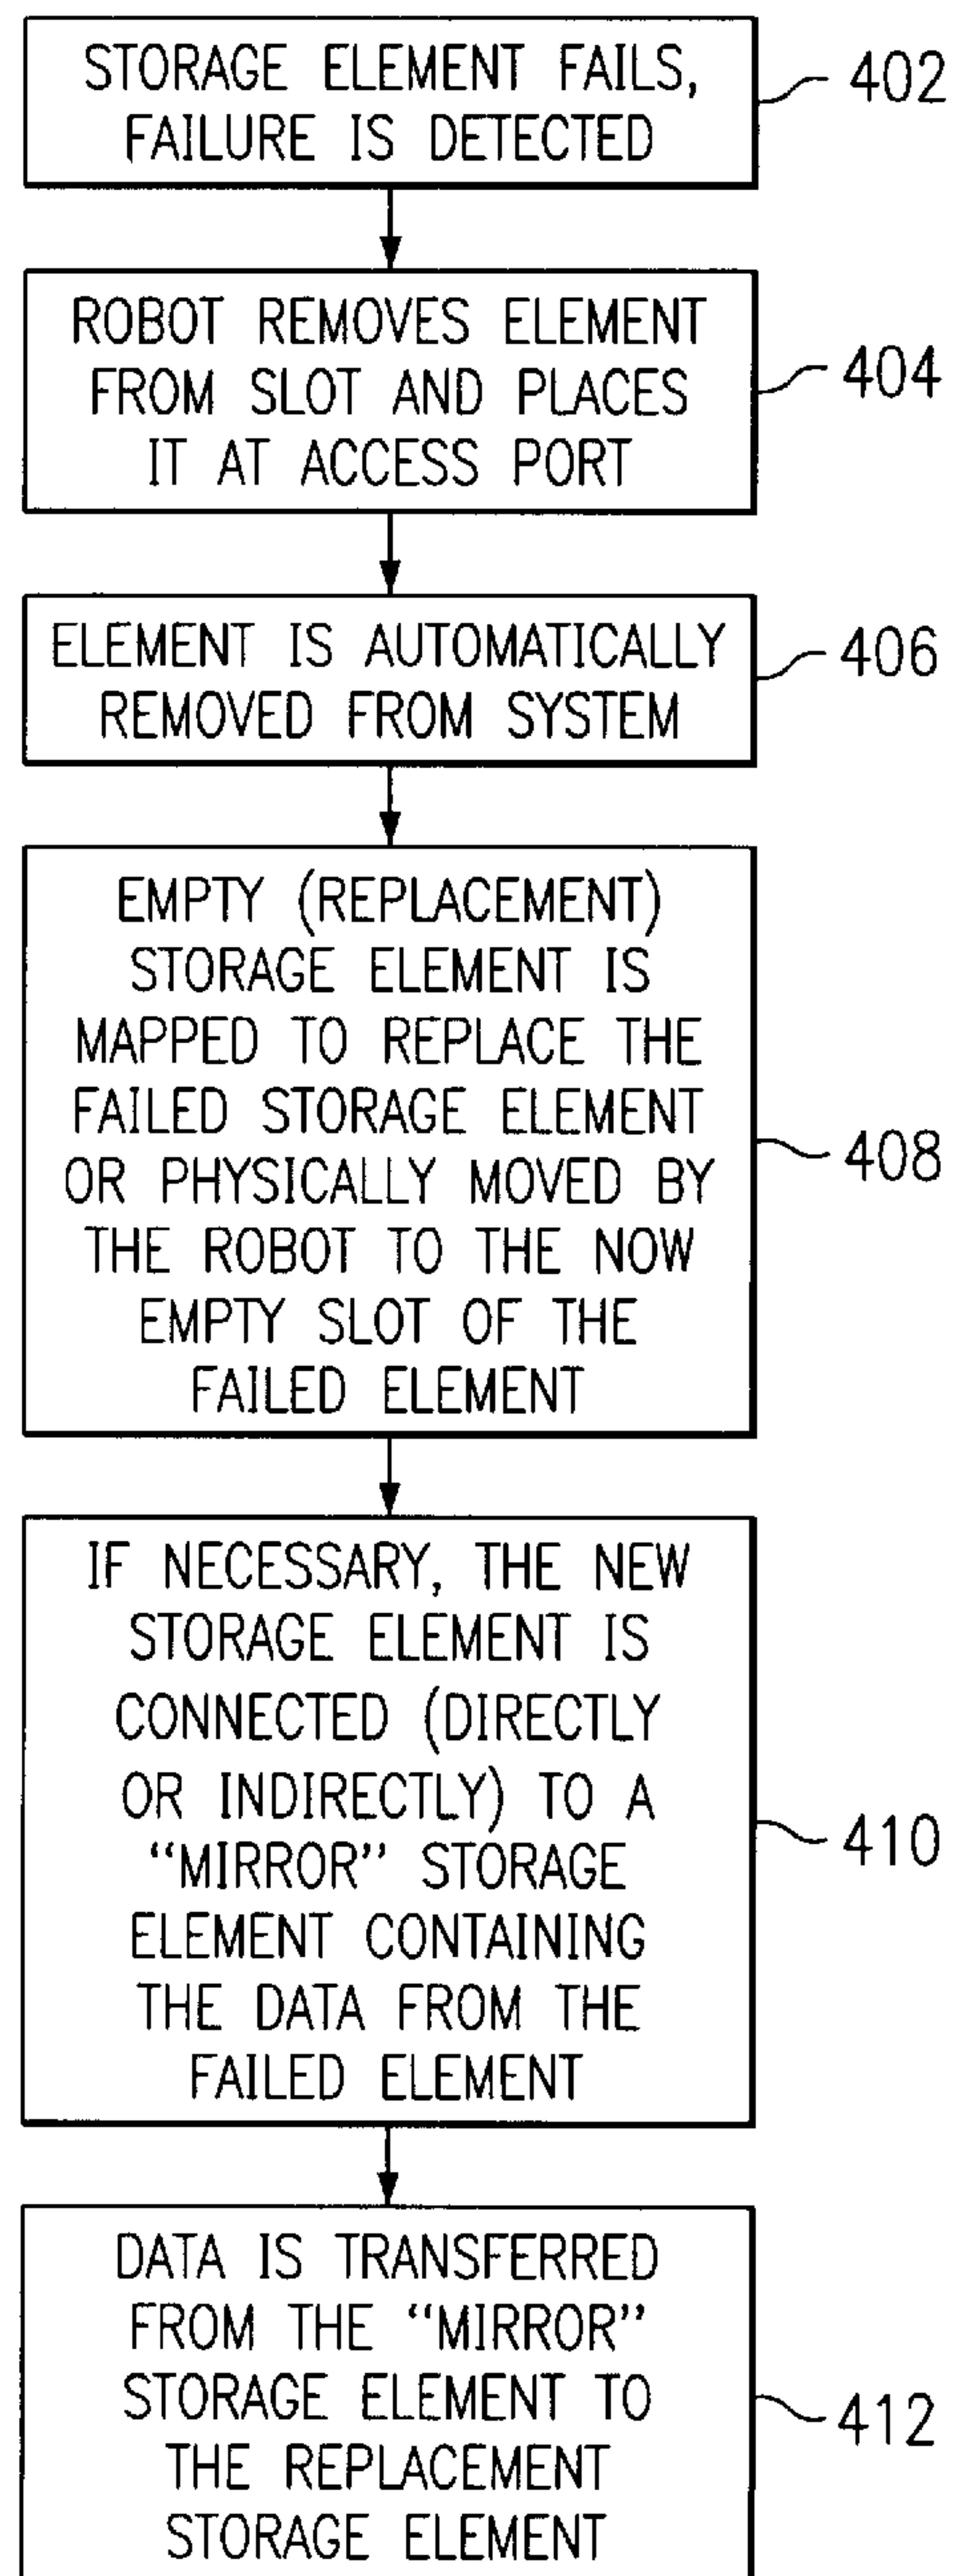 STORAGE ELEMENT FAILS,
FAILURE IS DETECTED
402
ROBOT REMOVES ELEMENT
FROM SLOT AND PLACES
IT AT ACCESS PORT
404
ELEMENT IS AUTOMATICALLY
REMOVED FROM SYSTEM
406
EMPTY (REPLACEMENT)
STORAGE ELEMENT IS
MAPPED TO REPLACE THE
FAILED STORAGE ELEMENT
OR PHYSICALLY MOVED BY
THE ROBOT TO THE NOW
EMPTY SLOT OF THE
FAILED ELEMENT
408
IF NECESSARY, THE NEW
STORAGE ELEMENT IS
CONNECTED (DIRECTLY
OR INDIRECTLY) TO A
“MIRROR” STORAGE
ELEMENT CONTAINING
THE DATA FROM THE
FAILED ELEMENT
410
DATA IS TRANSFERRED
FROM THE “MIRROR”
STORAGE ELEMENT TO
THE REPLACEMENT
STORAGE ELEMENT
412